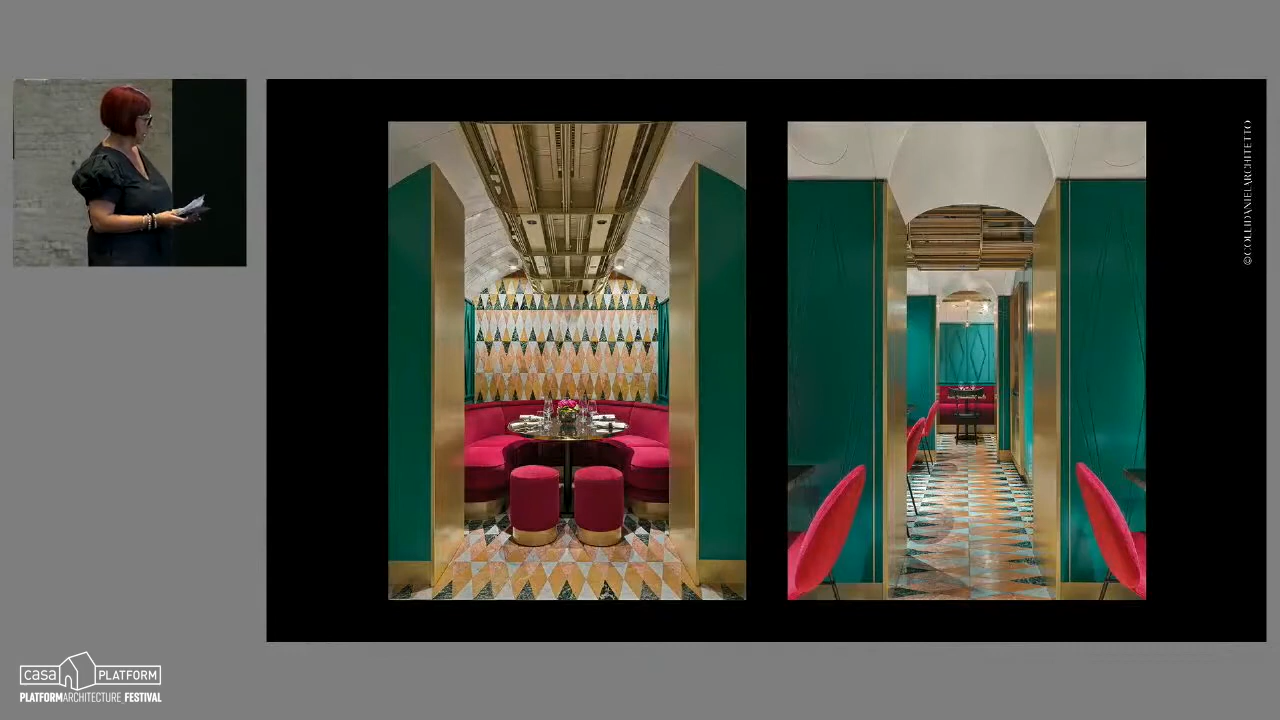 ©COLLIDANIELARCHITETTO
casa PLATFORM
PLATFORMARCHITECTURE_FESTIVAL